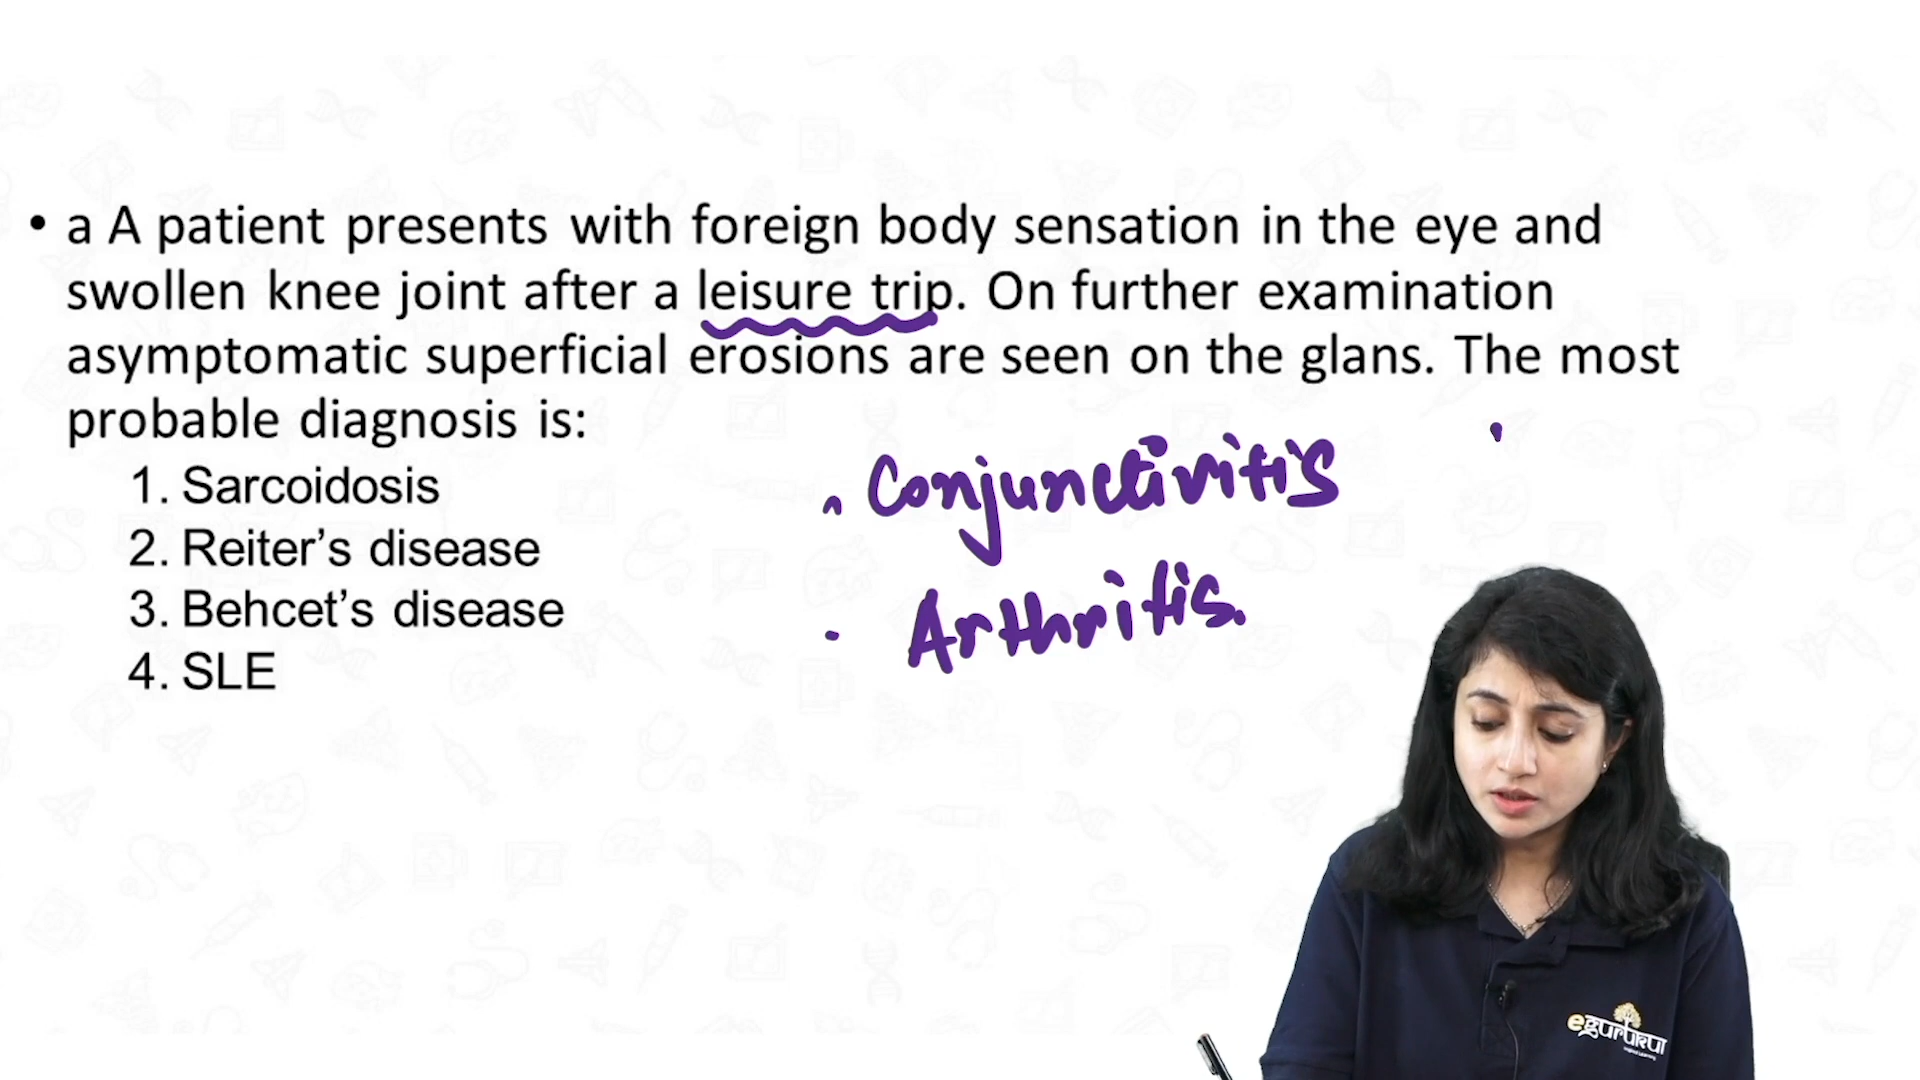 • a A patient presents with foreign body sensation in the eye and
swollen knee joint after a leisure trip. On further examination
asymptomatic superficial erosions are seen on the glans. The most
probable diagnosis is:
1. Sarcoidosis
2. Reiter’s disease
3. Behcet’s disease
4. SLE
. Conjunctivitis
. Arthritis.
egurukul